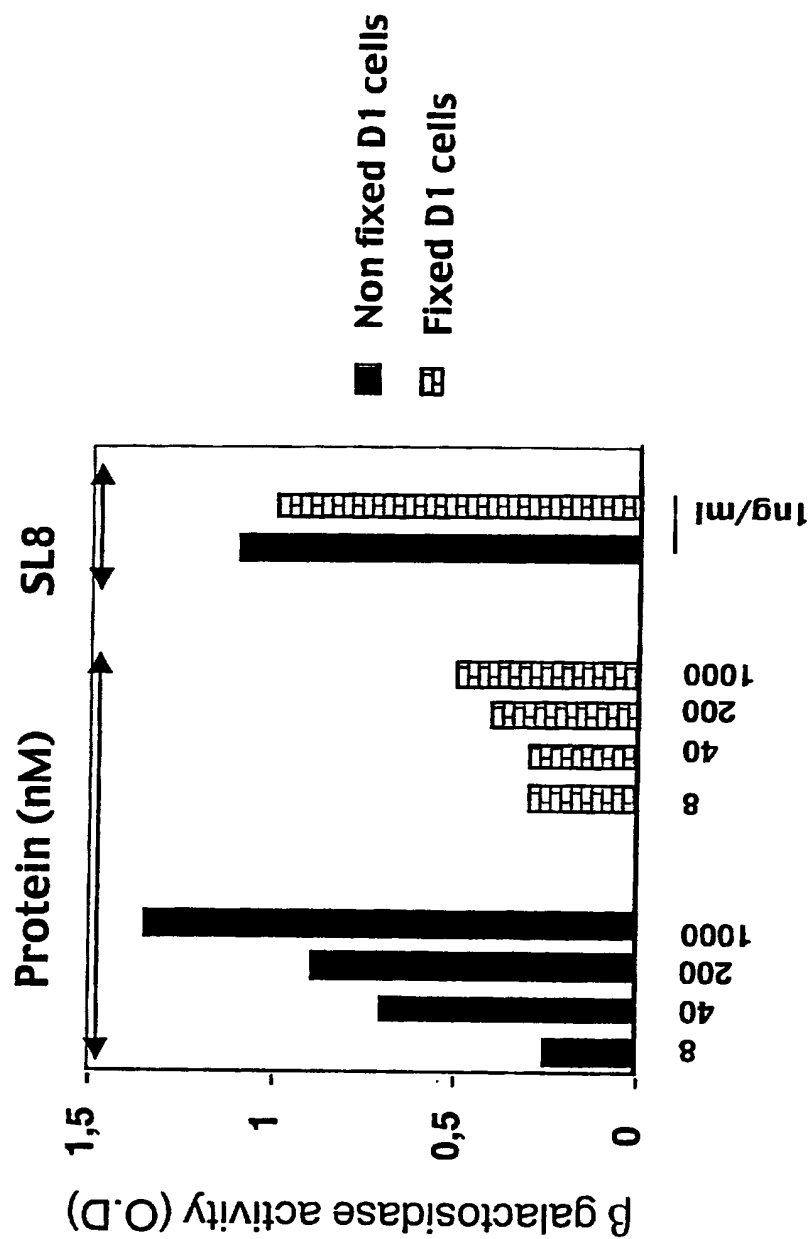 Protein (nM)
SL8
1,5
1
0,5
0
β galactosidase activity (O.D)
8
40
200
1000
8
40
200
1000
1ng/ml
Non fixed D1 cells
Fixed D1 cells